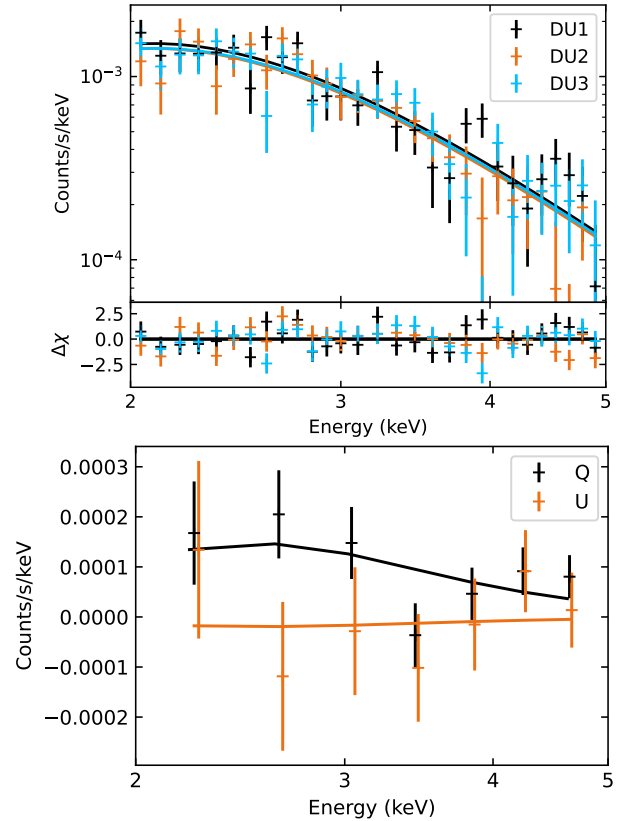 DU1
DU2
DU3
10⁻³
10⁻⁴
Counts/s/keV
2.5
0.0
−2.5
Δχ
2 3 4 5
Energy (keV)
Q
U
0.0003
0.0002
0.0001
0.0000
−0.0001
−0.0002
Counts/s/keV
2 3 4 5
Energy (keV)